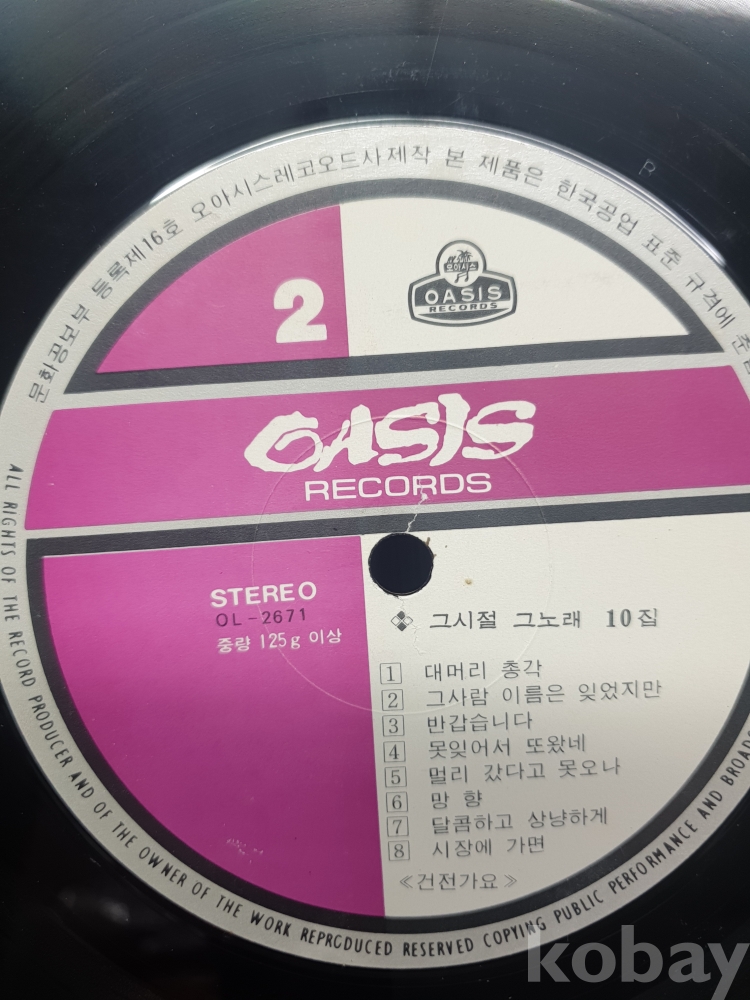 문화공보부 등록제16호 오아시스레코오드사제작 본 제품은 한국공업 표준 규격에
2
오아시스
OASIS
RECORDS
OASIS
RECORDS
STEREO
OL-2671
중량 125g 이상
그시절 그노래 10집
1 대머리 총각
2 그사람 이름은 잊었지만
3 반갑습니다
4 못잊어서 또왔네
5 멀리 갔다고 못오나
6 망 향
7 달콤하고 상냥하게
8 시장에 가면
≪건전가요≫
ALL RIGHTS OF THE RECORD PRODUCER AND OF THE OWNER OF THE WORK REPRODUCED RESERVED COPYING PUBLIC PERFORMANCE AND
kobay